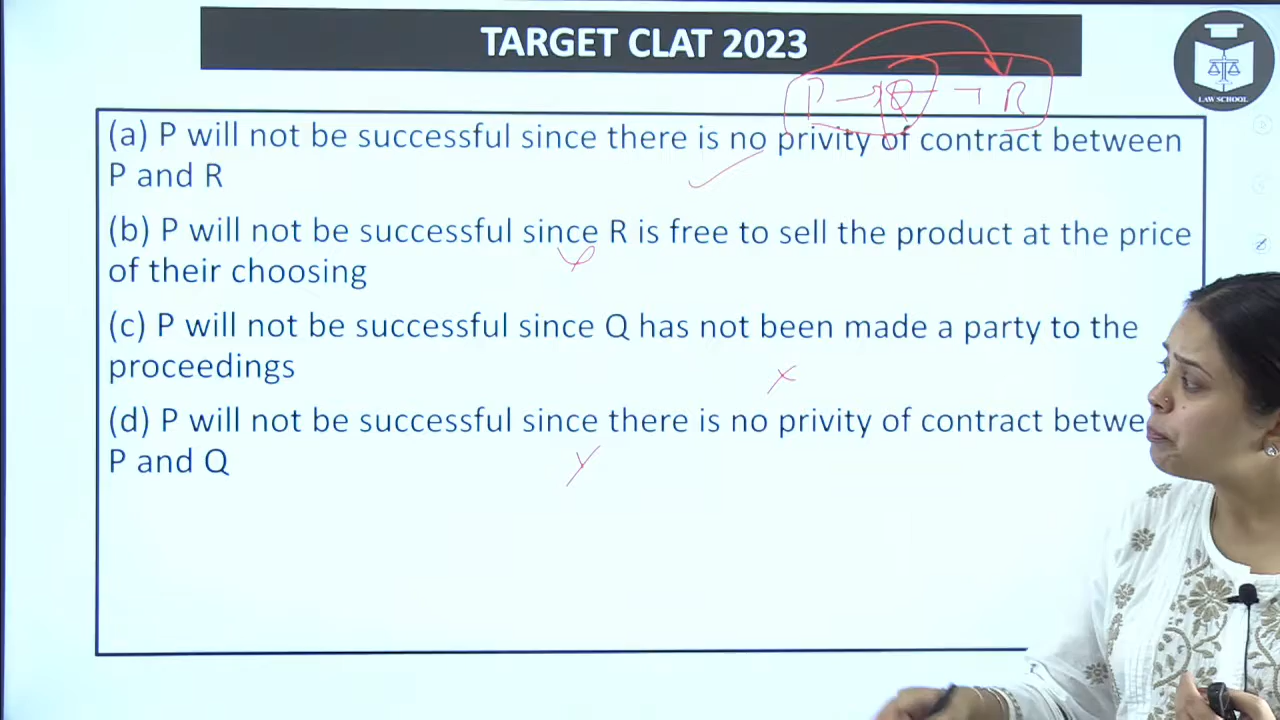 TARGET CLAT 2023
LAW SCHOOL
P → Q → R
(a) P will not be successful since there is no privity of contract between
P and R
(b) P will not be successful since R is free to sell the product at the price
of their choosing
(c) P will not be successful since Q has not been made a party to the
proceedings
(d) P will not be successful since there is no privity of contract betwe
P and Q